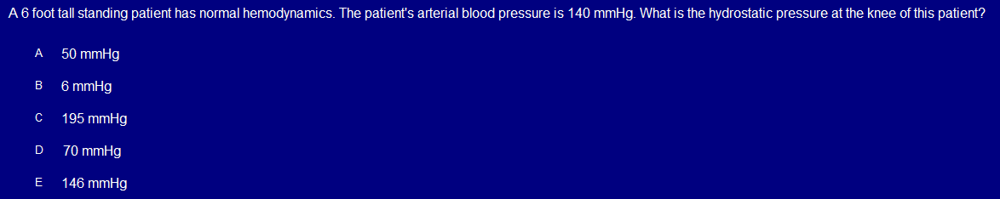 A 6 foot tall standing patient has normal hemodynamics. The patient's arterial blood pressure is 140 mmHg. What is the hydrostatic pressure at the knee of this patient?
A 50 mmHg
B 6 mmHg
C 195 mmHg
D 70 mmHg
E 146 mmHg